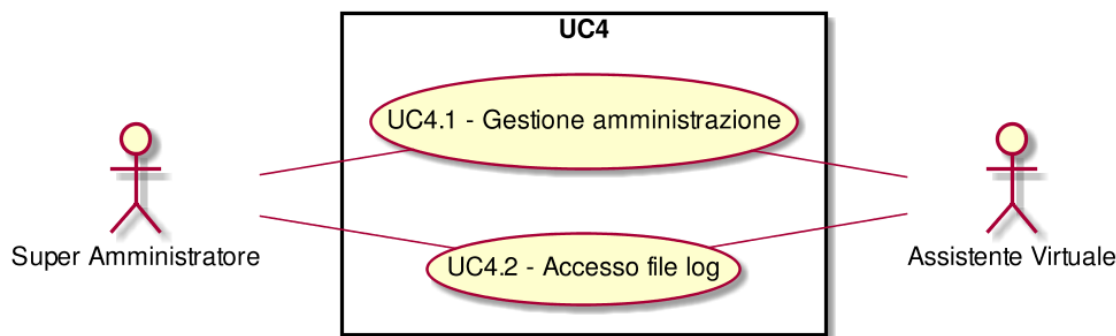 UC4
UC4.1 - Gestione amministrazione
Super Amministratore
Assistente Virtuale
UC4.2 - Accesso file log